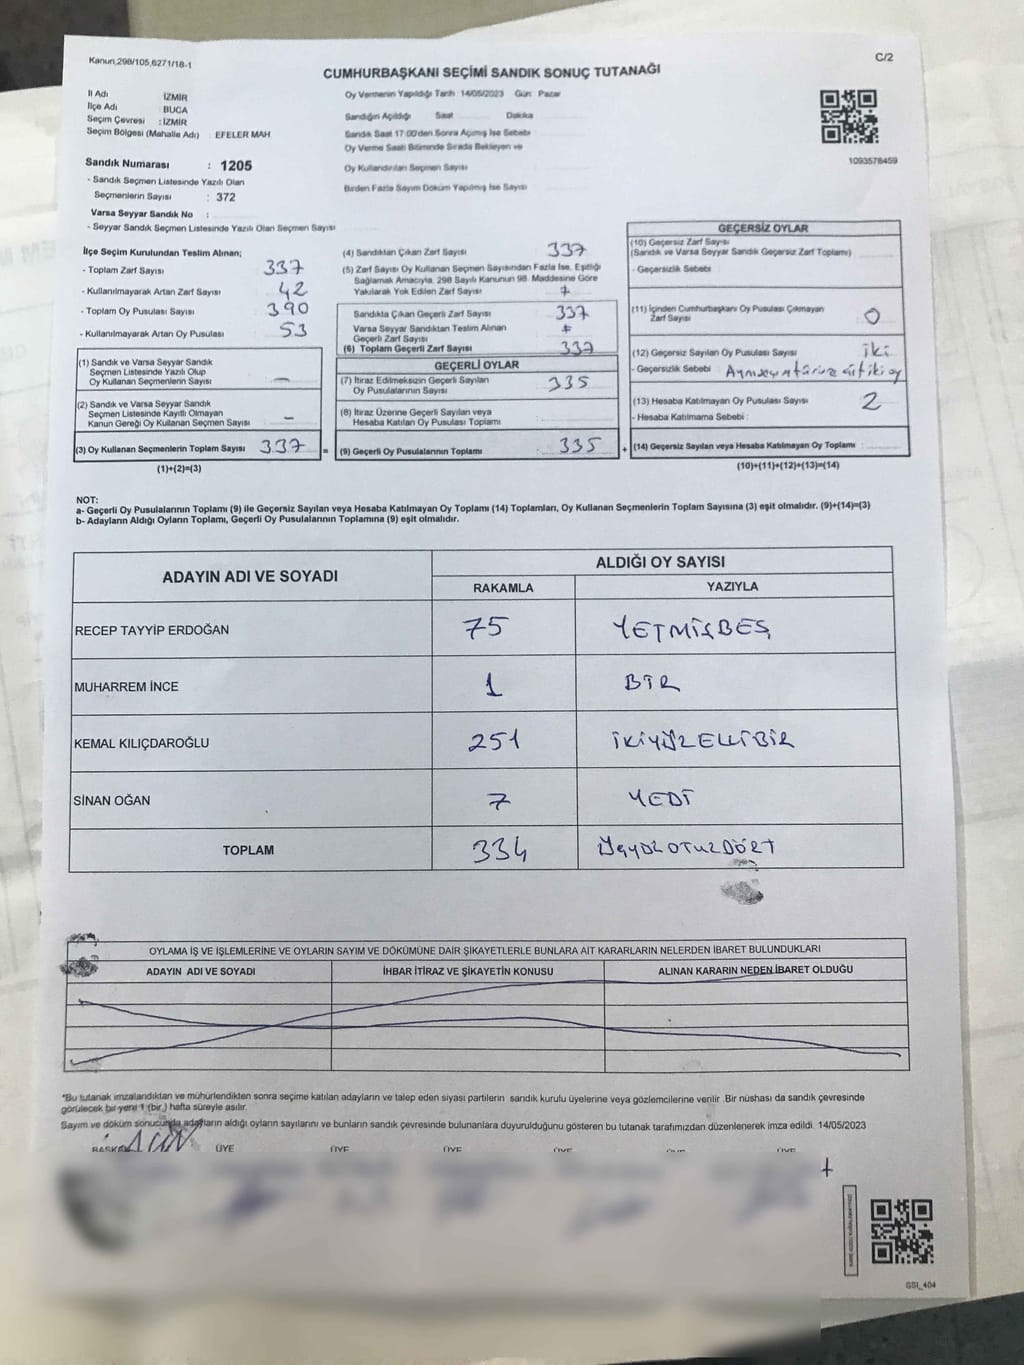 Kanun,298/105,6271/18-1
C/2
CUMHURBAŞKANI SEÇİMİ SANDIK SONUÇ TUTANAĞI
İl Adı İZMİR
İlçe Adı : BUCA
Seçim Çevresi : İZMİR
Seçim Bölgesi (Mahalle Adı) : EFELER MAH
Sandık Numarası : 1205
- Sandık Seçmen Listesinde Yazılı Olan
Seçmenlerin Sayısı : 372
Varsa Seyyar Sandık No :
- Seyyar Sandık Seçmen Listesinde Yazılı Olan Seçmen Sayısı
Oy Vermenin Yapıldığı Tarih :14/05/2023 Gün: Pazar
Sandığın Açıldığı Saat Dakika
Sandık Saat 17:00'den Sonra Açımış İse Sebebi
Oy Verme Saati Bitiminde Sırada Bekleyen ve
Oy Kullandırılan Seçmen Sayısı
Birden Fazla Sayım Döküm Yapılmış İse Sayısı
1093578459
İlçe Seçim Kurulundan Teslim Alınan;
- Toplam Zarf Sayısı 337
- Kullanılmayarak Artan Zarf Sayısı 42
- Toplam Oy Pusulası Sayısı 390
- Kullanılmayarak Artan Oy Pusulası 53
(1) Sandık ve Varsa Seyyar Sandık
Seçmen Listesinde Yazılı Olup
Oy Kullanan Seçmenlerin Sayısı —
(2) Sandık ve Varsa Seyyar Sandık
Seçmen Listesinde Kayıtlı Olmayan
Kanun Gereği Oy Kullanan Seçmen Sayısı —
(3) Oy Kullanan Seçmenlerin Toplam Sayısı 337
(1)+(2)=(3)
(4) Sandıktan Çıkan Zarf Sayısı 337
(5) Zarf Sayısı Oy Kullanan Seçmen Sayısından Fazla İse, Eşitliği
Sağlamak Amacıyla, 298 Sayılı Kanunun 98. Maddesine Göre
Yakılarak Yok Edilen Zarf Sayısı
Sandıkta Çıkan Geçerli Zarf Sayısı 337
Varsa Seyyar Sandıktan Teslim Alınan
Geçerli Zarf Sayısı
(6) Toplam Geçerli Zarf Sayısı 337
GEÇERLİ OYLAR
(7) İtiraz Edilmeksizin Geçerli Sayılan
Oy Pusulalarının Sayısı 335
(8) İtiraz Üzerine Geçerli Sayılan veya
Hesaba Katılan Oy Pusulası Toplamı
= (9) Geçerli Oy Pusulalarının Toplamı 335
GEÇERSİZ OYLAR
(10) Geçersiz Zarf Sayısı
(Sandık ve Varsa Seyyar Sandık Geçersiz Zarf Toplamı)
- Geçersizlik Sebebi
(11) İçinden Cumhurbaşkanı Oy Pusulası Çıkmayan
Zarf Sayısı 0
(12) Geçersiz Sayılan Oy Pusulası Sayısı iki
- Geçersizlik Sebebi
(13) Hesaba Katılmayan Oy Pusulası Sayısı 2
- Hesaba Katılmama Sebebi :
+ (14) Geçersiz Sayılan veya Hesaba Katılmayan Oy Toplamı
(10)+(11)+(12)+(13)=(14)
NOT:
a- Geçerli Oy Pusulalarının Toplamı (9) ile Geçersiz Sayılan veya Hesaba Katılmayan Oy Toplamı (14) Toplamları, Oy Kullanan Seçmenlerin Toplam Sayısına (3) eşit olmalıdır. (9)+(14)=(3)
b- Adayların Aldığı Oyların Toplamı, Geçerli Oy Pusulalarının Toplamına (9) eşit olmalıdır.
ADAYIN ADI VE SOYADI
ALDIĞI OY SAYISI
RAKAMLA YAZIYLA
RECEP TAYYİP ERDOĞAN 75 YETMİŞBEŞ
MUHARREM İNCE 1 BİR
KEMAL KILIÇDAROĞLU 251 İKİYÜZELLİBİR
SİNAN OĞAN 7 YEDİ
TOPLAM 334 ÜÇYÜZOTUZDÖRT
OYLAMA İŞ VE İŞLEMLERİNE VE OYLARIN SAYIM VE DÖKÜMÜNE DAİR ŞİKAYETLERLE BUNLARA AİT KARARLARIN NELERDEN İBARET BULUNDUKLARI
ADAYIN ADI VE SOYADI İHBAR İTİRAZ VE ŞİKAYETİN KONUSU ALINAN KARARIN NEDEN İBARET OLDUĞU
*Bu tutanak imzalandıktan ve mühürlendikten sonra seçime katılan adayların ve talep eden siyasi partilerin sandık kurulu üyelerine veya gözlemcilerine verilir. Bir nüshası da sandık çevresinde
görülecek bir yere 1 (bir) hafta süreyle asılır.
Sayım ve döküm sonucunda adayların aldığı oyların sayılarını ve bunların sandık çevresinde bulunanlara duyurulduğunu gösteren bu tutanak tarafımızdan düzenlenerek imza edildi. 14/05/2023
BAŞKAN ÜYE ÜYE ÜYE ÜYE ÜYE ÜYE
GSI_404